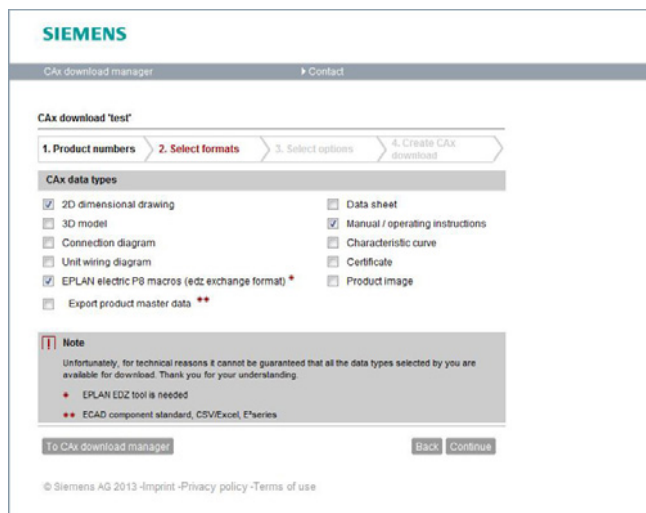 SIEMENS
CAx download manager
Contact
CAx download 'test'
1. Product numbers
2. Select formats
3. Select options
4. Create CAx
download
CAx data types
2D dimensional drawing
3D model
Connection diagram
Unit wiring diagram
EPLAN electric P8 macros (edz exchange format) *
Export product master data **
Data sheet
Manual / operating instructions
Characteristic curve
Certificate
Product image
! Note
Unfortunately, for technical reasons it cannot be guaranteed that all the data types selected by you are
available for download. Thank you for your understanding.
* EPLAN EDZ tool is needed
** ECAD component standard, CSV/Excel, E³series
To CAx download manager
Back
Continue
© Siemens AG 2013 -Imprint -Privacy policy -Terms of use